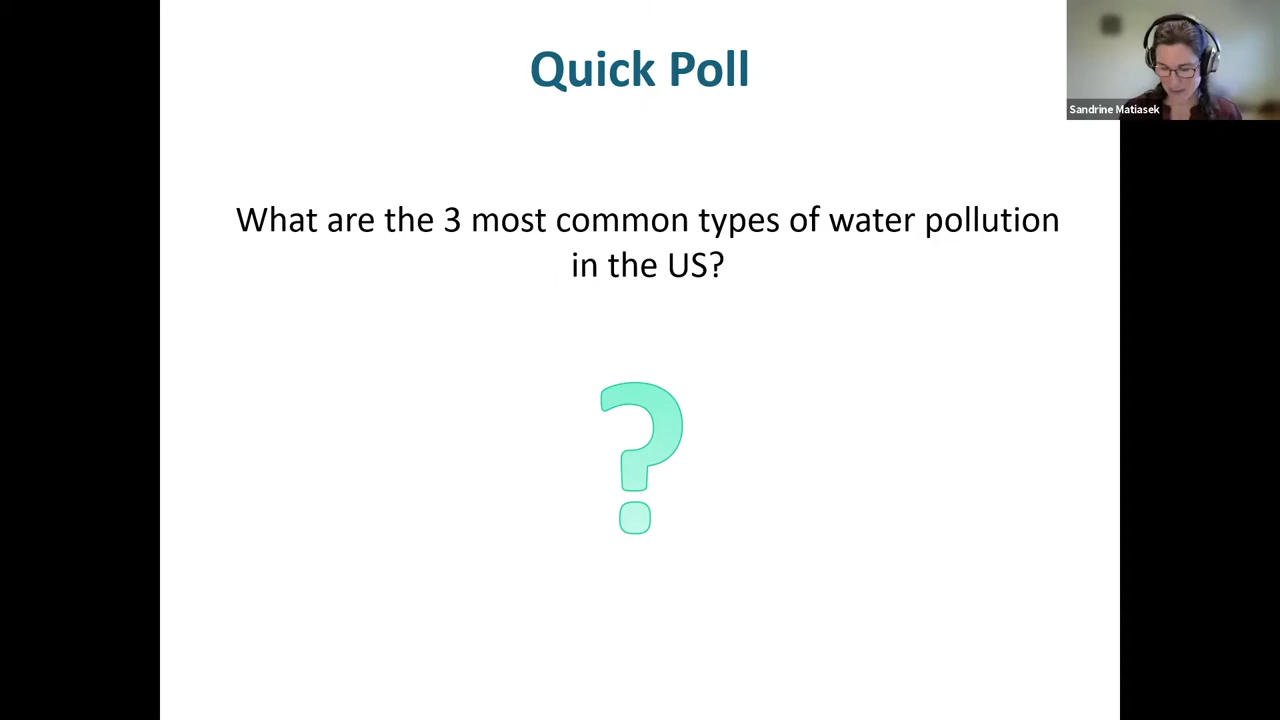 Quick Poll
Sandrine Matiasek
What are the 3 most common types of water pollution
in the US?
?